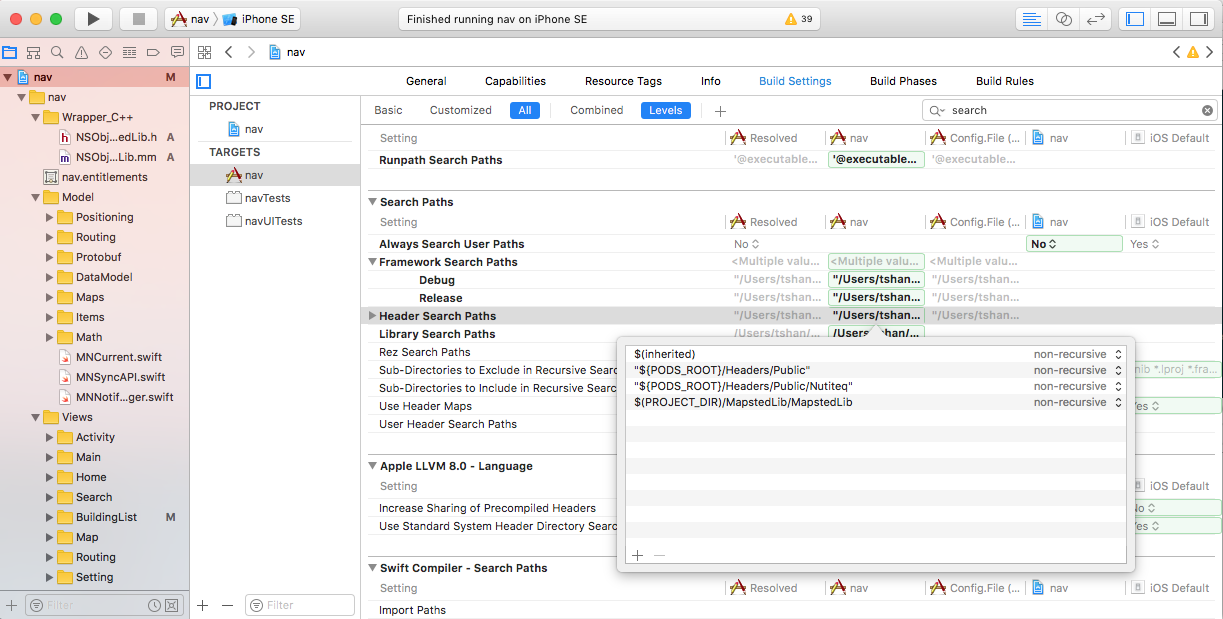 nav iPhone SE Finished running nav on iPhone SE 39
nav
nav M
nav
Wrapper_C++
NSObj...edLib.h A
NSObj...Lib.mm A
nav.entitlements
Model
Positioning
Routing
Protobuf
DataModel
Maps
Items
Math
MNCurrent.swift
MNSyncAPI.swift
MNNotif...ger.swift
Views
Activity
Main
Home
Search
BuildingList M
Map
Routing
Setting
Filter
PROJECT
nav
TARGETS
nav
navTests
navUITests
Filter
General Capabilities Resource Tags Info Build Settings Build Phases Build Rules
Basic Customized All Combined Levels + search
Setting Resolved nav Config.File (... nav iOS Default
Runpath Search Paths '@executable... '@executable... '@executable...
Search Paths
Setting Resolved nav Config.File (... nav iOS Default
Always Search User Paths No No Yes
Framework Search Paths <Multiple valu... <Multiple valu... <Multiple valu...
Debug "/Users/tshan... "/Users/tshan... "/Users/tshan...
Release "/Users/tshan... "/Users/tshan... "/Users/tshan...
Header Search Paths "/Users/tshan... "/Users/tshan... "/Users/tshan...
Library Search Paths /Users/tshan/... /Users/tshan/...
Rez Search Paths
Sub-Directories to Exclude in Recursive Searc nib *.lproj *.fra...
Sub-Directories to Include in Recursive Searc
Use Header Maps Yes
User Header Search Paths
$(inherited) non-recursive
"${PODS_ROOT}/Headers/Public" non-recursive
"${PODS_ROOT}/Headers/Public/Nutiteq" non-recursive
$(PROJECT_DIR)/MapstedLib/MapstedLib non-recursive
Apple LLVM 8.0 - Language
Setting iOS Default
Increase Sharing of Precompiled Headers No
Use Standard System Header Directory Searc Yes
Swift Compiler - Search Paths
Setting Resolved nav Config.File (... nav iOS Default
Import Paths